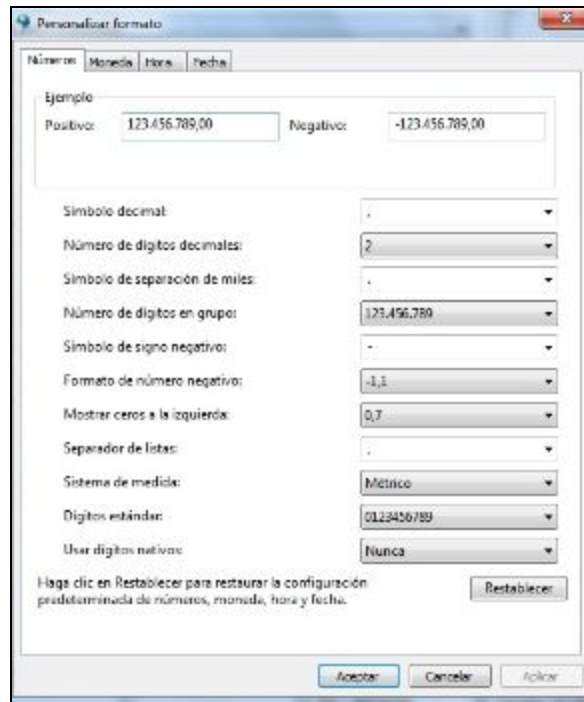 Personalizar formato
Números Moneda Hora Fecha
Ejemplo
Positivo: 123.456.789,00 Negativo: -123.456.789,00
Símbolo decimal:
Número de dígitos decimales: 2
Símbolo de separación de miles: .
Número de dígitos en grupo: 123.456.789
Símbolo de signo negativo: -
Formato de número negativo: -1,1
Mostrar ceros a la izquierda: 0,7
Separador de listas:
Sistema de medida: Métrico
Dígitos estándar: 0123456789
Usar dígitos nativos: Nunca
Haga clic en Restablecer para restaurar la configuración
predeterminada de números, moneda, hora y fecha.
Restablecer
Aceptar Cancelar Aplicar